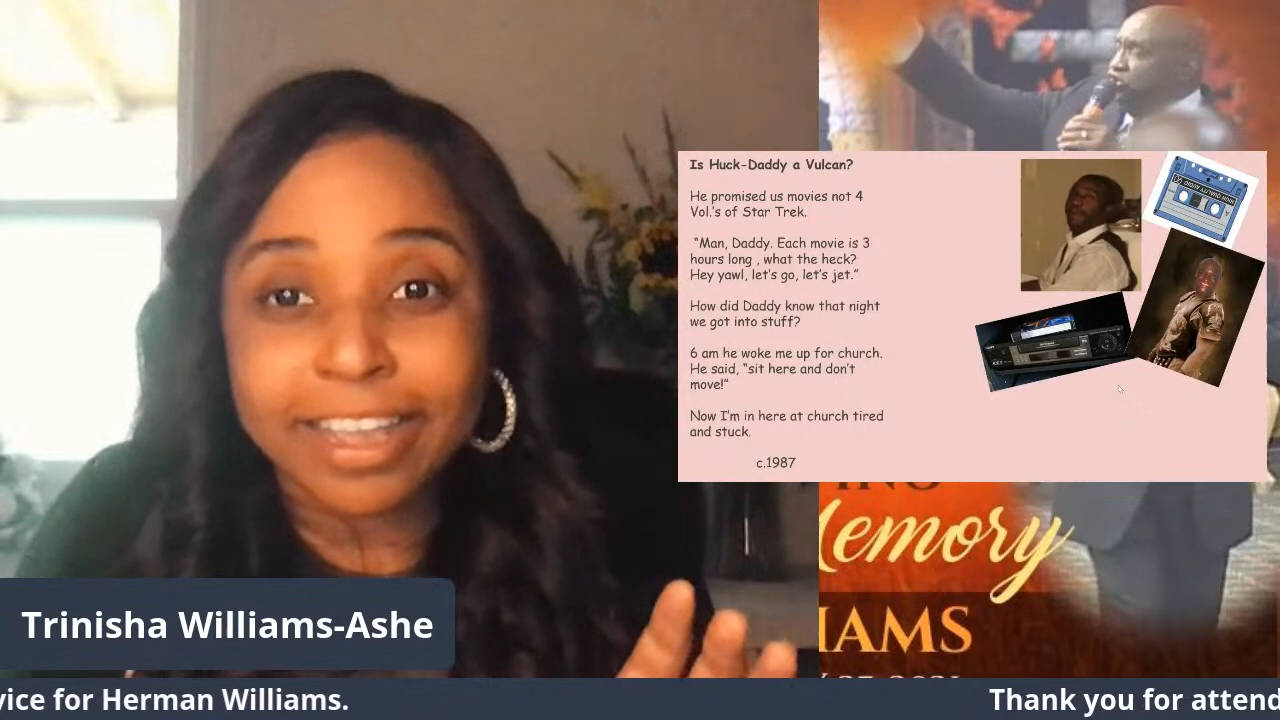 Is Huck-Daddy a Vulcan?
He promised us movies not 4
Vol.'s of Star Trek.
“Man, Daddy. Each movie is 3
hours long , what the heck?
Hey yawl, let's go, let's jet.”
How did Daddy know that night
we got into stuff?
6 am he woke me up for church.
He said, “sit here and don't
move!”
Now I'm in here at church tired
and stuck.
c.1987
HIGH QUALITY AUDIO
emory
IAMS
Trinisha Williams-Ashe
vice for Herman Williams.
Thank you for attend